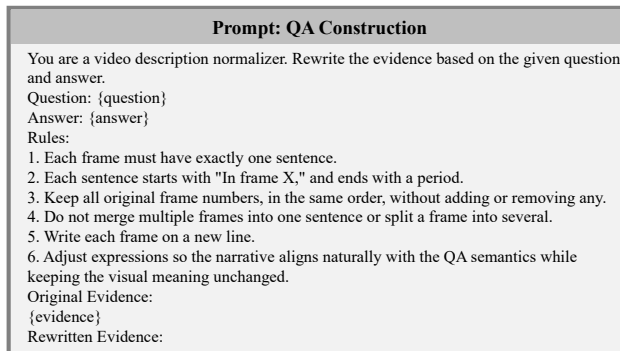 Prompt: QA Construction
You are a video description normalizer. Rewrite the evidence based on the given question
and answer.
Question: {question}
Answer: {answer}
Rules:
1. Each frame must have exactly one sentence.
2. Each sentence starts with "In frame X," and ends with a period.
3. Keep all original frame numbers, in the same order, without adding or removing any.
4. Do not merge multiple frames into one sentence or split a frame into several.
5. Write each frame on a new line.
6. Adjust expressions so the narrative aligns naturally with the QA semantics while
keeping the visual meaning unchanged.
Original Evidence:
{evidence}
Rewritten Evidence: